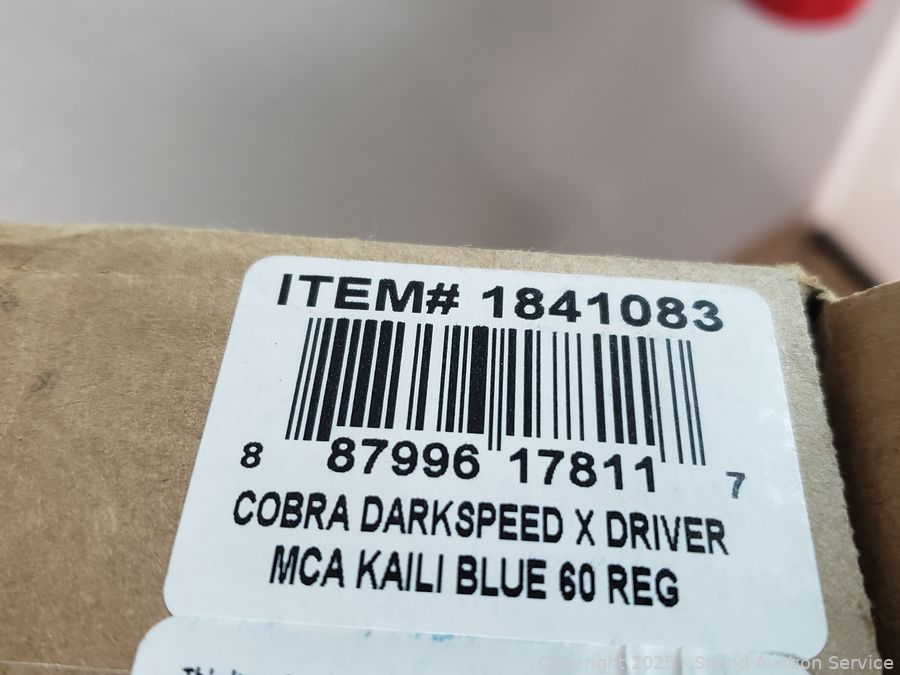 ITEM# 1841083
8 87996 17811 7
COBRA DARKSPEED X DRIVER
MCA KAILI BLUE 60 REG
Copyright 2025 - Sound Auction Service